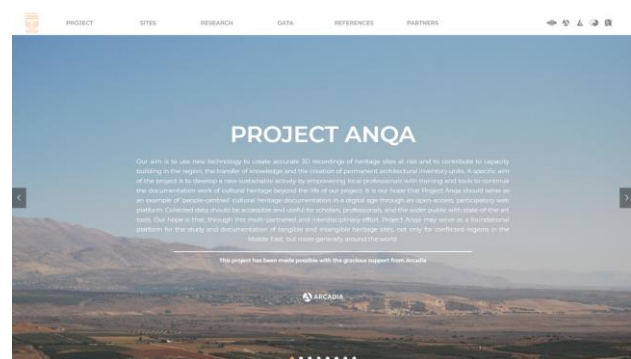 PROJECT SITES RESEARCH DATA REFERENCES PARTNERS
PROJECT ANQA
Our aim is to use new technology to create accurate 3D recordings of heritage sites at risk and to contribute to capacity
building in the region, the transfer of knowledge and the creation of permanent architectural inventory units. A specific aim
of the project is to develop a new sustainable activity by empowering local professionals with training and tools to continue
the documentation work of cultural heritage beyond the life of our project. It is our hope that Project Anqa should serve as
an example of 'people-centred' cultural heritage documentation in a digital age through an open-access, participatory web
platform. Collected data should be accessible and useful for scholars, professionals, and the wider public with state-of-the art
tools. Our hope is that, through this multi-partnered and interdisciplinary effort, Project Anqa may serve as a foundational
platform for the study and documentation of tangible and intangible heritage sites, not only for conflicted regions in the
Middle East, but more generally around the world.
This project has been made possible with the gracious support from Arcadia
ARCADIA